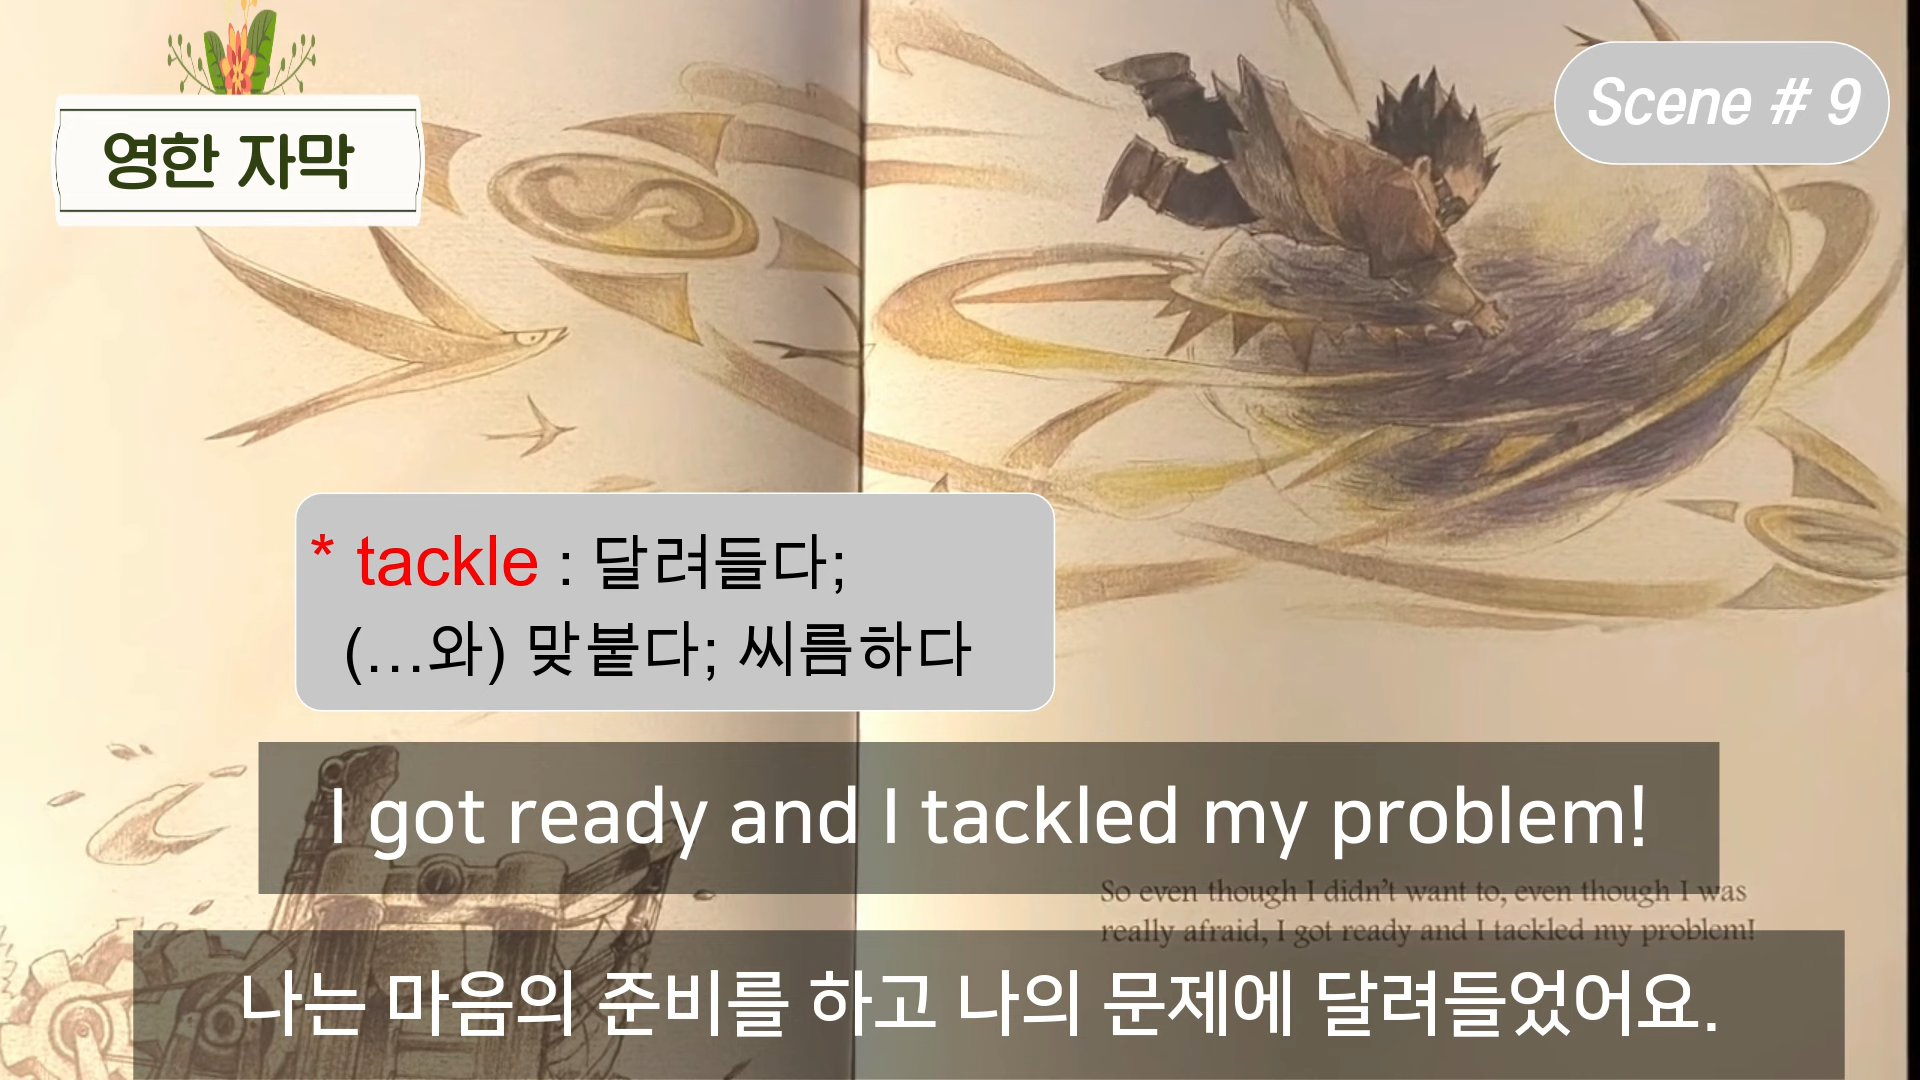 영한 자막
Scene # 9
* tackle : 달려들다;
(…와) 맞붙다; 씨름하다
I got ready and I tackled my problem!
So even though I didn't want to, even though I was
really afraid, I got ready and I tackled my problem!
나는 마음의 준비를 하고 나의 문제에 달려들었어요.